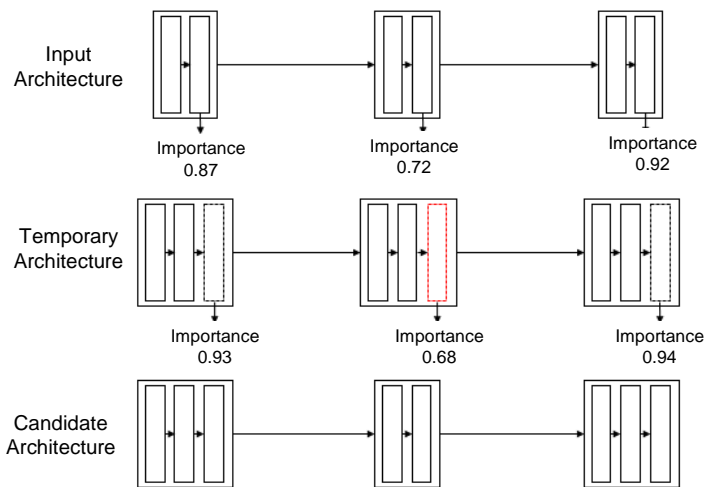 Input
Architecture
Importance
0.87
Importance
0.72
Importance
0.92
Temporary
Architecture
Importance
0.93
Importance
0.68
Importance
0.94
Candidate
Architecture